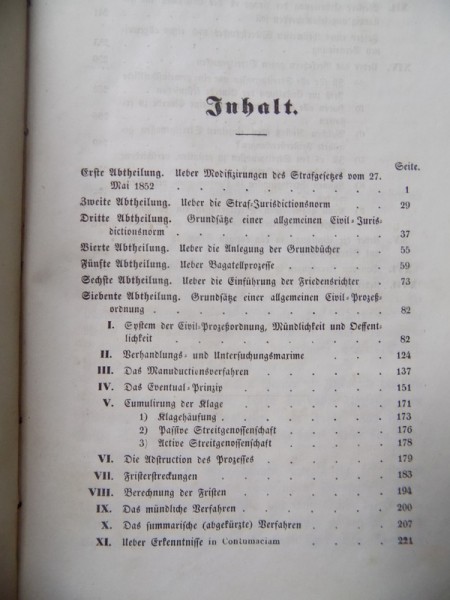 Inhalt.
Seite.
Erste Abtheilung. Ueber Modifizirungen des Strafgesetzes vom 27.
Mai 1852 . . . . . . . . 1
Zweite Abtheilung. Ueber die Straf-Jurisdictionsnorm . . . 29
Dritte Abtheilung. Grundsätze einer allgemeinen Civil-Juris-
dictionsnorm . . . . . . . 37
Vierte Abtheilung. Ueber die Anlegung der Grundbücher . . 55
Fünfte Abtheilung. Ueber Bagatellprozesse . . . . 59
Sechste Abtheilung. Ueber die Einführung der Friedensrichter . 73
Siebente Abtheilung. Grundsätze einer allgemeinen Civil-Prozeß-
ordnung . . . . . . . . 82
I. System der Civil-Prozeßordnung, Mündlichkeit und Oeffent-
lichkeit . . . . . . . 82
II. Verhandlungs- und Untersuchungsmaxime . . . 124
III. Das Manuductionsverfahren . . . . 137
IV. Das Eventual-Prinzip . . . . . 151
V. Cumulirung der Klage . . . . . 171
1) Klagehäufung . . . . . . 173
2) Passive Streitgenossenschaft . . . . 176
3) Active Streitgenossenschaft . . . . 178
VI. Die Abstruction des Prozesses . . . . 179
VII. Fristerstreckungen . . . . . . 183
VIII. Berechnung der Fristen . . . . . 194
IX. Das mündliche Verfahren . . . . . 200
X. Das summarische (abgekürzte) Verfahren . . . 207
XI. Ueber Erkenntnisse in Contumaciam . . . . 221